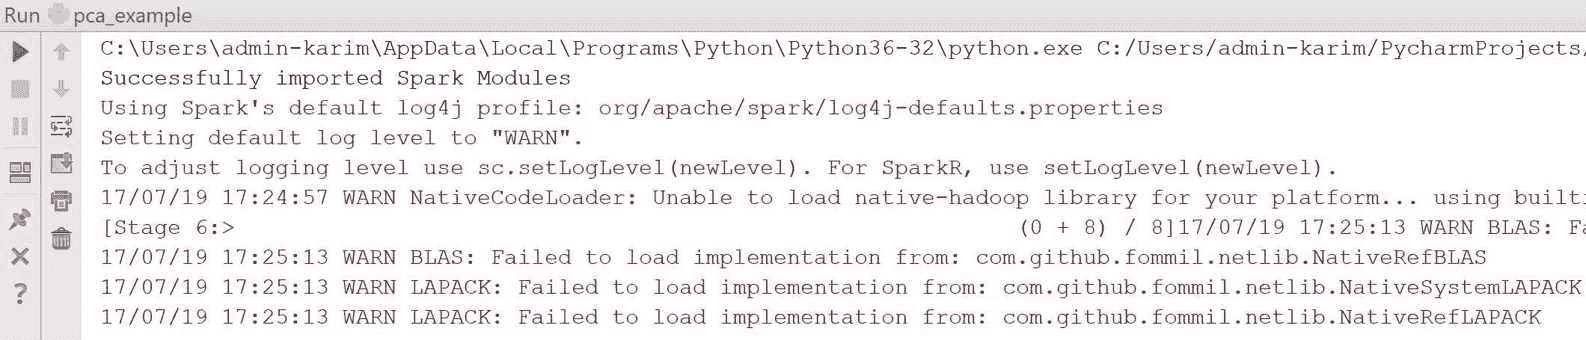 Run pca_example
C:\Users\admin-karim\AppData\Local\Programs\Python\Python36-32\python.exe C:/Users/admin-karim/PycharmProjects/
Successfully imported Spark Modules
Using Spark's default log4j profile: org/apache/spark/log4j-defaults.properties
Setting default log level to "WARN".
To adjust logging level use sc.setLogLevel(newLevel). For SparkR, use setLogLevel(newLevel).
17/07/19 17:24:57 WARN NativeCodeLoader: Unable to load native-hadoop library for your platform... using builti
[Stage 6:> (0 + 8) / 8]17/07/19 17:25:13 WARN BLAS: Fa
17/07/19 17:25:13 WARN BLAS: Failed to load implementation from: com.github.fommil.netlib.NativeRefBLAS
17/07/19 17:25:13 WARN LAPACK: Failed to load implementation from: com.github.fommil.netlib.NativeSystemLAPACK
17/07/19 17:25:13 WARN LAPACK: Failed to load implementation from: com.github.fommil.netlib.NativeRefLAPACK